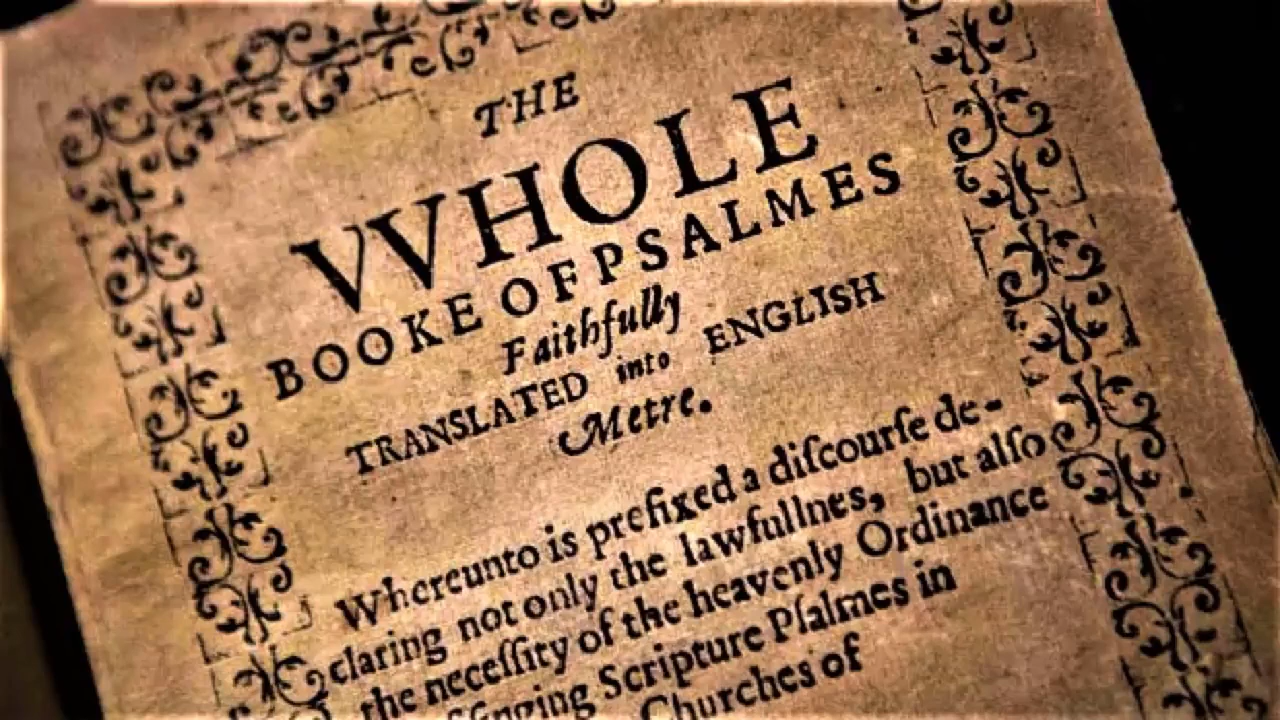 THE
VVHOLE
BOOKE OF PSALMES
Faithfully
TRANSLATED into ENGLISH
Metre.
Whereunto is prefixed a diſcourſe de-
claring not only the lawfullnes, but alſo
the neceſſity of the heavenly Ordinance
ſinging Scripture Pſalmes in
Churches of